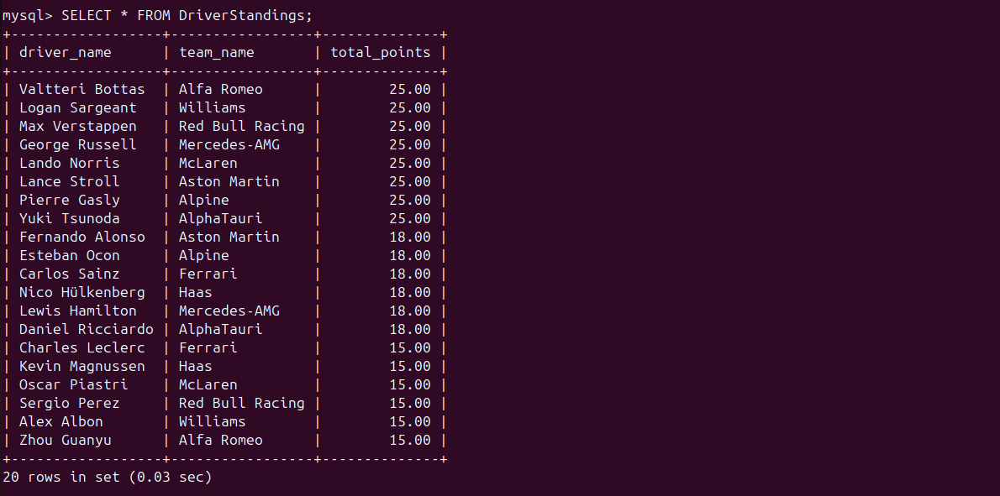 mysql> SELECT * FROM DriverStandings;
+------------------+-----------------+--------------+
| driver_name      | team_name       | total_points |
+------------------+-----------------+--------------+
| Valtteri Bottas  | Alfa Romeo      |        25.00 |
| Logan Sargeant   | Williams        |        25.00 |
| Max Verstappen   | Red Bull Racing |        25.00 |
| George Russell   | Mercedes-AMG    |        25.00 |
| Lando Norris     | McLaren         |        25.00 |
| Lance Stroll     | Aston Martin    |        25.00 |
| Pierre Gasly     | Alpine          |        25.00 |
| Yuki Tsunoda     | AlphaTauri      |        25.00 |
| Fernando Alonso  | Aston Martin    |        18.00 |
| Esteban Ocon     | Alpine          |        18.00 |
| Carlos Sainz     | Ferrari         |        18.00 |
| Nico Hülkenberg  | Haas            |        18.00 |
| Lewis Hamilton   | Mercedes-AMG    |        18.00 |
| Daniel Ricciardo | AlphaTauri      |        18.00 |
| Charles Leclerc  | Ferrari         |        15.00 |
| Kevin Magnussen  | Haas            |        15.00 |
| Oscar Piastri    | McLaren         |        15.00 |
| Sergio Perez     | Red Bull Racing |        15.00 |
| Alex Albon       | Williams        |        15.00 |
| Zhou Guanyu      | Alfa Romeo      |        15.00 |
+------------------+-----------------+--------------+
20 rows in set (0.03 sec)